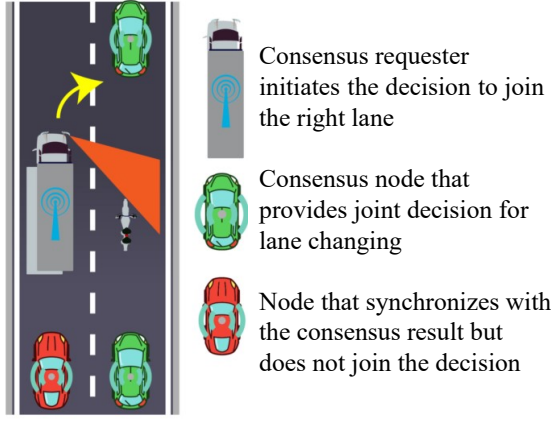 Consensus requester
initiates the decision to join
the right lane
Consensus node that
provides joint decision for
lane changing
Node that synchronizes with
the consensus result but
does not join the decision